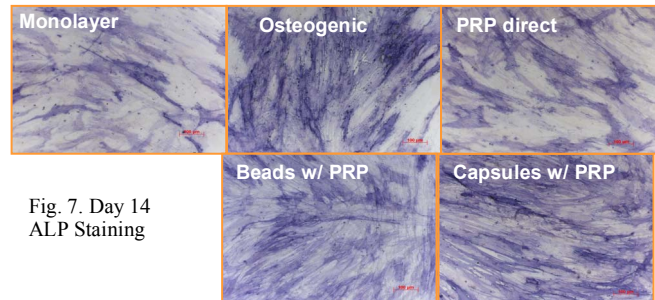 Monolayer
Osteogenic
PRP direct
Beads w/ PRP
Capsules w/ PRP
Fig. 7. Day 14
ALP Staining